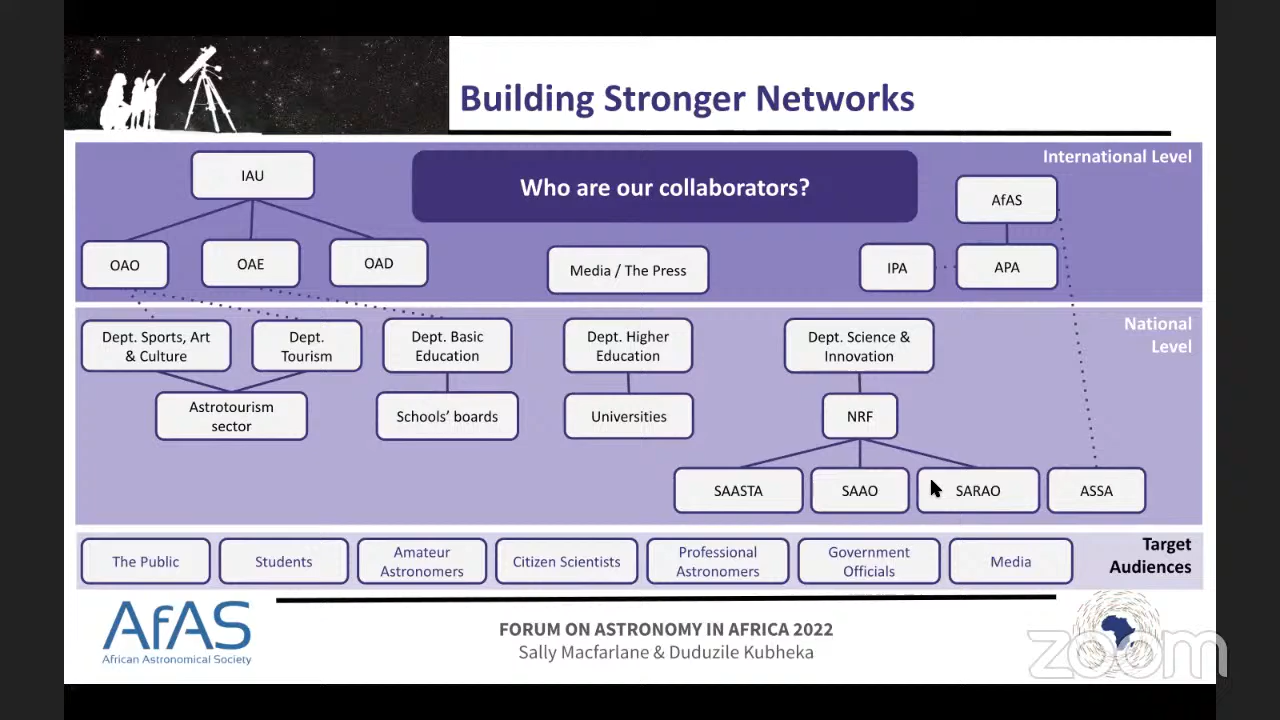 Building Stronger Networks
International Level
IAU
Who are our collaborators?
AfAS
OAO
OAE
OAD
Media / The Press
IPA
APA
National
Level
Dept. Sports, Art
& Culture
Dept.
Tourism
Dept. Basic
Education
Dept. Higher
Education
Dept. Science &
Innovation
Astrotourism
sector
Schools' boards
Universities
NRF
SAASTA
SAAO
SARAO
ASSA
The Public
Students
Amateur
Astronomers
Citizen Scientists
Professional
Astronomers
Government
Officials
Media
Target
Audiences
AfAS
African Astronomical Society
FORUM ON ASTRONOMY IN AFRICA 2022
Sally Macfarlane & Duduzile Kubheka
zoom